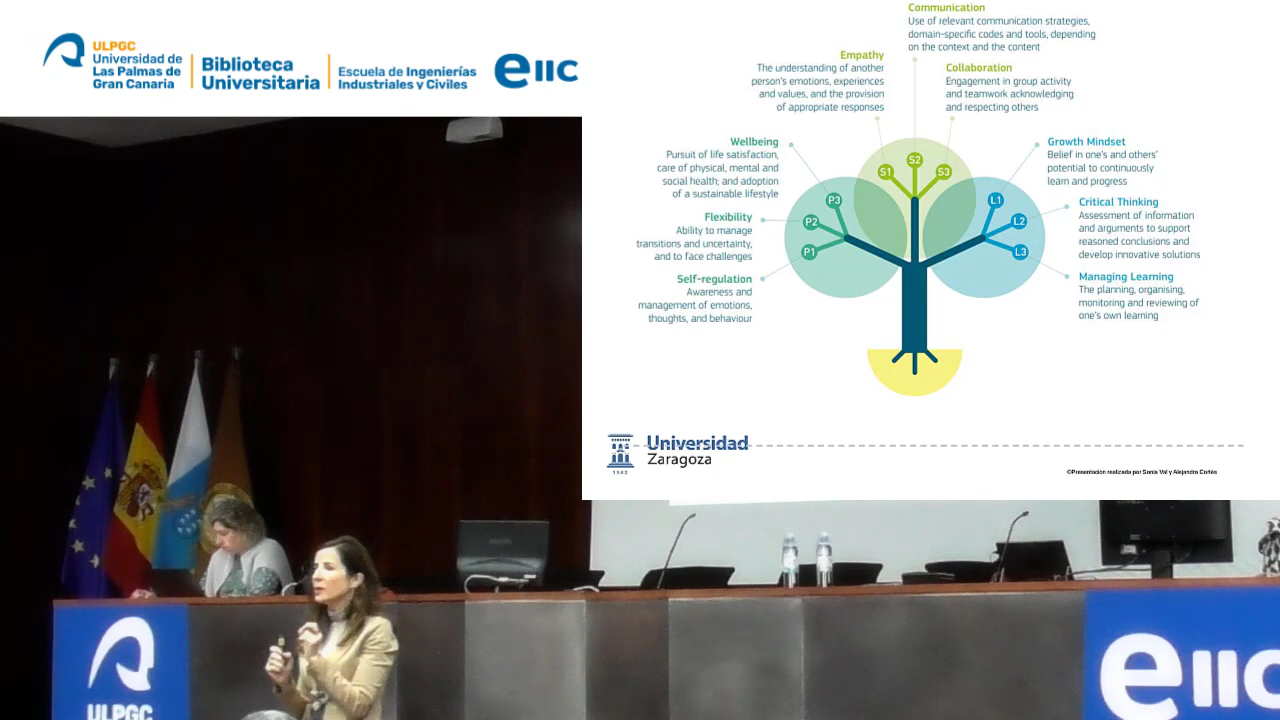 ULPGC
Universidad de
Las Palmas de
Gran Canaria
Biblioteca
Universitaria
Escuela de Ingenierías
Industriales y Civiles
eiic
Communication
Use of relevant communication strategies,
domain-specific codes and tools, depending
on the context and the content
Empathy
The understanding of another
person's emotions, experiences
and values, and the provision
of appropriate responses
Collaboration
Engagement in group activity
and teamwork acknowledging
and respecting others
Wellbeing
Pursuit of life satisfaction,
care of physical, mental and
social health; and adoption
of a sustainable lifestyle
Growth Mindset
Belief in one's and others'
potential to continuously
learn and progress
Flexibility
Ability to manage
transitions and uncertainty,
and to face challenges
Critical Thinking
Assessment of information
and arguments to support
reasoned conclusions and
develop innovative solutions
Self-regulation
Awareness and
management of emotions,
thoughts, and behaviour
Managing Learning
The planning, organising,
monitoring and reviewing of
one's own learning
S1
S2
S3
P3
P2
P1
L1
L2
L3
Universidad
Zaragoza
1542
©Presentación realizada por Sonia Val y Alejandra Cortés
ULPGC
eiic